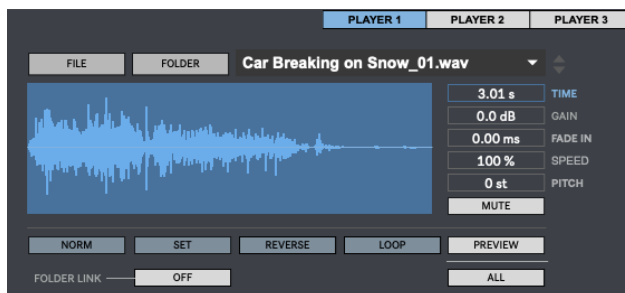 PLAYER 1 PLAYER 2 PLAYER 3
FILE FOLDER Car Breaking on Snow_01.wav
3.01 s TIME
0.0 dB GAIN
0.00 ms FADE IN
100 % SPEED
0 st PITCH
MUTE
NORM SET REVERSE LOOP PREVIEW
FOLDER LINK OFF ALL